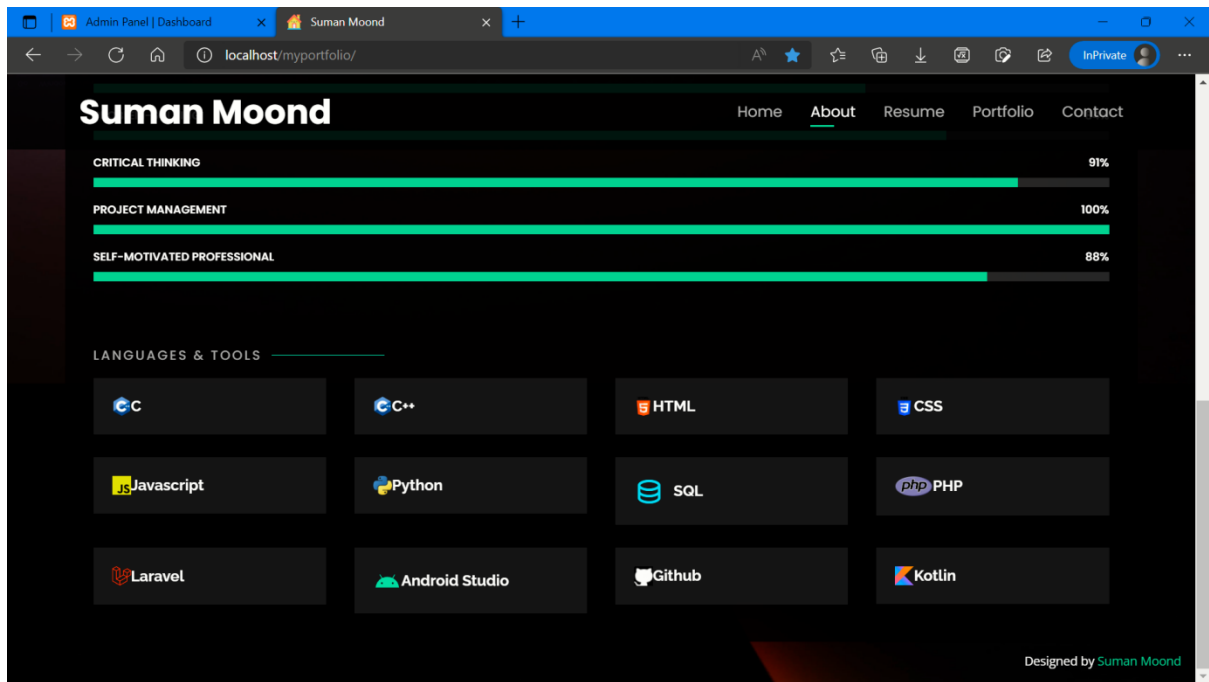 Admin Panel | Dashboard
Suman Moond
localhost/myportfolio/
InPrivate
Suman Moond
Home About Resume Portfolio Contact
CRITICAL THINKING 91%
PROJECT MANAGEMENT 100%
SELF-MOTIVATED PROFESSIONAL 88%
LANGUAGES & TOOLS
C C++ HTML CSS
JS Javascript Python SQL php PHP
Laravel Android Studio Github Kotlin
Designed by Suman Moond